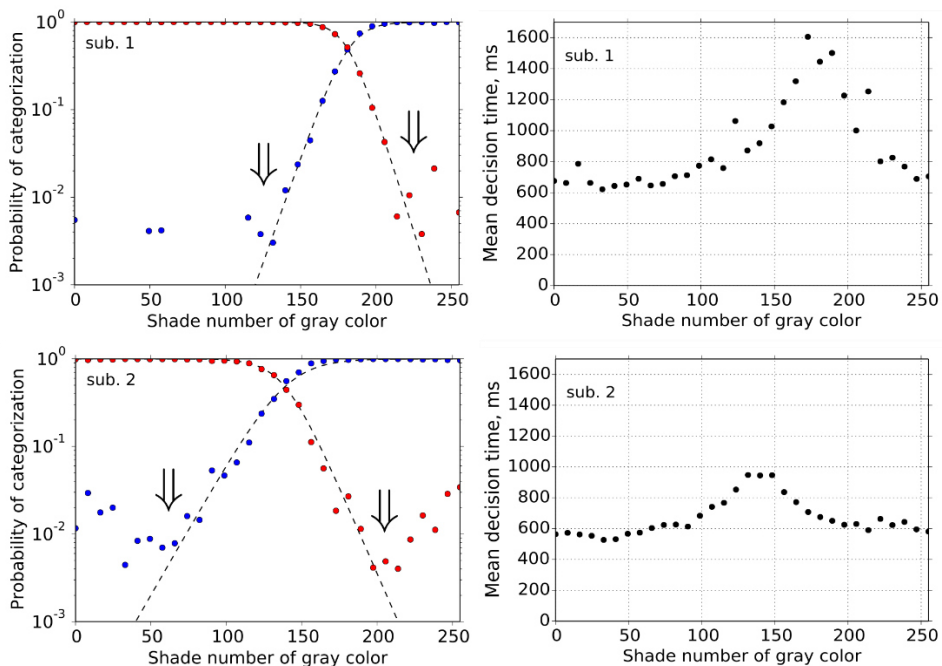 sub. 1
Probability of categorization
10^0
10^-1
10^-2
10^-3
0 50 100 150 200 250
Shade number of gray color
sub. 1
Mean decision time, ms
1600
1400
1200
1000
800
600
400
200
0
0 50 100 150 200 250
Shade number of gray color
sub. 2
Probability of categorization
10^0
10^-1
10^-2
10^-3
0 50 100 150 200 250
Shade number of gray color
sub. 2
Mean decision time, ms
1600
1400
1200
1000
800
600
400
200
0
0 50 100 150 200 250
Shade number of gray color